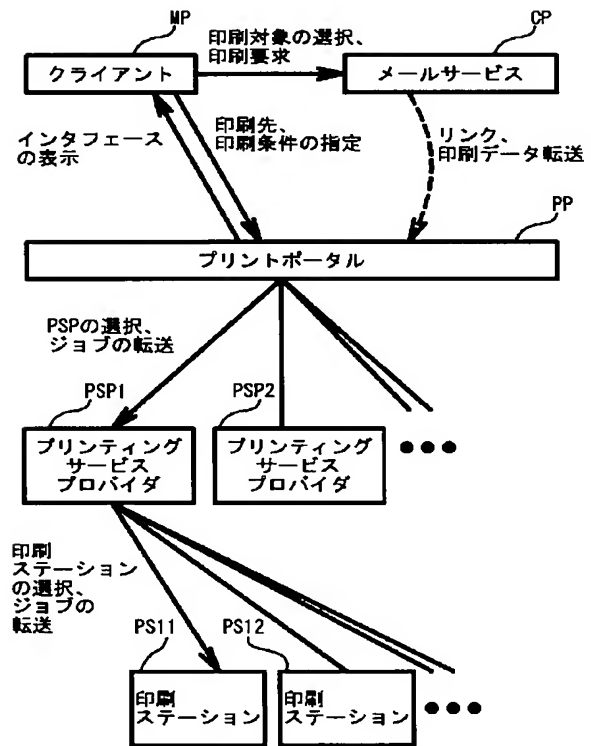 MP
クライアント
印刷対象の選択、
印刷要求
CP
メールサービス
インタフェース
の表示
印刷先、
印刷条件の指定
リンク、
印刷データ転送
PP
プリントポータル
PSPの選択、
ジョブの転送
PSP1
プリンティング
サービス
プロバイダ
PSP2
プリンティング
サービス
プロバイダ
印刷
ステーション
の選択、
ジョブの
転送
PS11
印刷
ステーション
PS12
印刷
ステーション